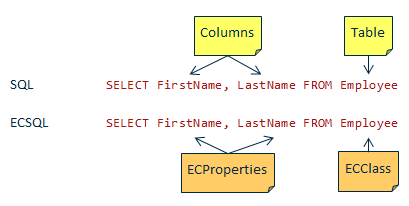 Columns Table
SQL SELECT FirstName, LastName FROM Employee
ECSQL SELECT FirstName, LastName FROM Employee
ECProperties ECClass